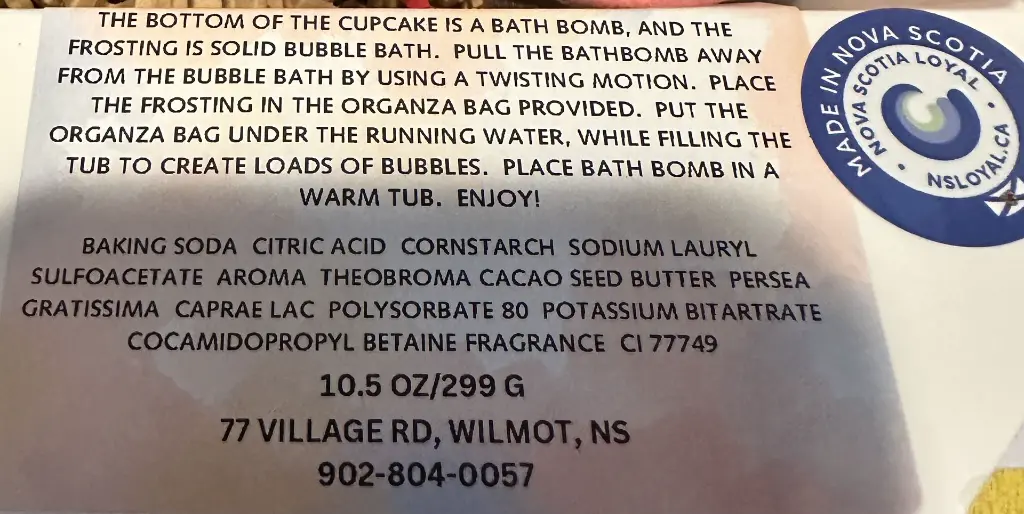 THE BOTTOM OF THE CUPCAKE IS A BATH BOMB, AND THE
FROSTING IS SOLID BUBBLE BATH. PULL THE BATHBOMB AWAY
FROM THE BUBBLE BATH BY USING A TWISTING MOTION. PLACE
THE FROSTING IN THE ORGANZA BAG PROVIDED. PUT THE
ORGANZA BAG UNDER THE RUNNING WATER, WHILE FILLING THE
TUB TO CREATE LOADS OF BUBBLES. PLACE BATH BOMB IN A
WARM TUB. ENJOY!
BAKING SODA CITRIC ACID CORNSTARCH SODIUM LAURYL
SULFOACETATE AROMA THEOBROMA CACAO SEED BUTTER PERSEA
GRATISSIMA CAPRAE LAC POLYSORBATE 80 POTASSIUM BITARTRATE
COCAMIDOPROPYL BETAINE FRAGRANCE CI 77749
10.5 OZ/299 G
77 VILLAGE RD, WILMOT, NS
902-804-0057
MADE IN NOVA SCOTIA
• NOVA SCOTIA LOYAL •
NSLOYAL.CA